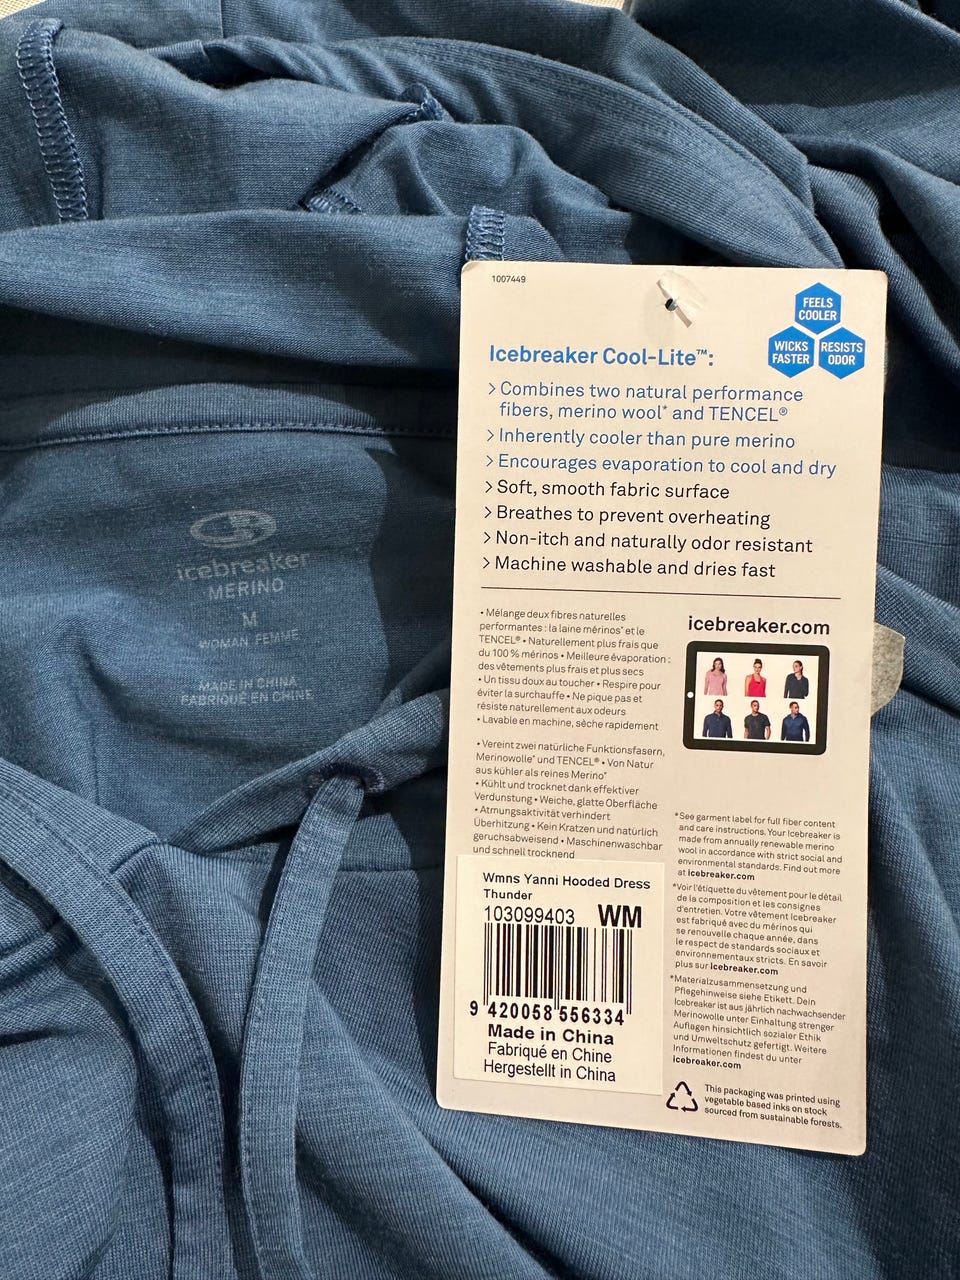 1007449
FEELS
COOLER
WICKS
FASTER
RESISTS
ODOR
Icebreaker Cool-Lite™:
> Combines two natural performance
fibers, merino wool* and TENCEL®
> Inherently cooler than pure merino
> Encourages evaporation to cool and dry
> Soft, smooth fabric surface
> Breathes to prevent overheating
> Non-itch and naturally odor resistant
> Machine washable and dries fast
• Mélange deux fibres naturelles
performantes : la laine mérinos* et le
TENCEL® • Naturellement plus frais que
du 100 % mérinos • Meilleure évaporation :
des vêtements plus frais et plus secs
• Un tissu doux au toucher • Respire pour
éviter la surchauffe • Ne pique pas et
résiste naturellement aux odeurs
• Lavable en machine, sèche rapidement
• Vereint zwei natürliche Funktionsfasern,
Merinowolle* und TENCEL® • Von Natur
aus kühler als reines Merino*
• Kühlt und trocknet dank effektiver
Verdunstung • Weiche, glatte Oberfläche
• Atmungsaktivität verhindert
Überhitzung • Kein Kratzen und natürlich
geruchsabweisend • Maschinenwaschbar
und schnell trocknend
icebreaker.com
*See garment label for full fiber content
and care instructions. Your Icebreaker is
made from annually renewable merino
wool in accordance with strict social and
environmental standards. Find out more
at icebreaker.com
*Voir l'étiquette du vêtement pour le détail
de la composition et les consignes
d'entretien. Votre vêtement Icebreaker
est fabriqué avec du mérinos qui
se renouvelle chaque année, dans
le respect de standards sociaux et
environnementaux stricts. En savoir
plus sur icebreaker.com
*Materialzusammensetzung und
Pflegehinweise siehe Etikett. Dein
Icebreaker ist aus jährlich nachwachsender
Merinowolle unter Einhaltung strenger
Auflagen hinsichtlich sozialer Ethik
und Umweltschutz gefertigt. Weitere
Informationen findest du unter
icebreaker.com
This packaging was printed using
vegetable based inks on stock
sourced from sustainable forests.
Wmns Yanni Hooded Dress
Thunder
103099403 WM
9 420058 556334
Made in China
Fabriqué en Chine
Hergestellt in China
icebreaker
MERINO
M
WOMAN FEMME
MADE IN CHINA
FABRIQUÉ EN CHINE